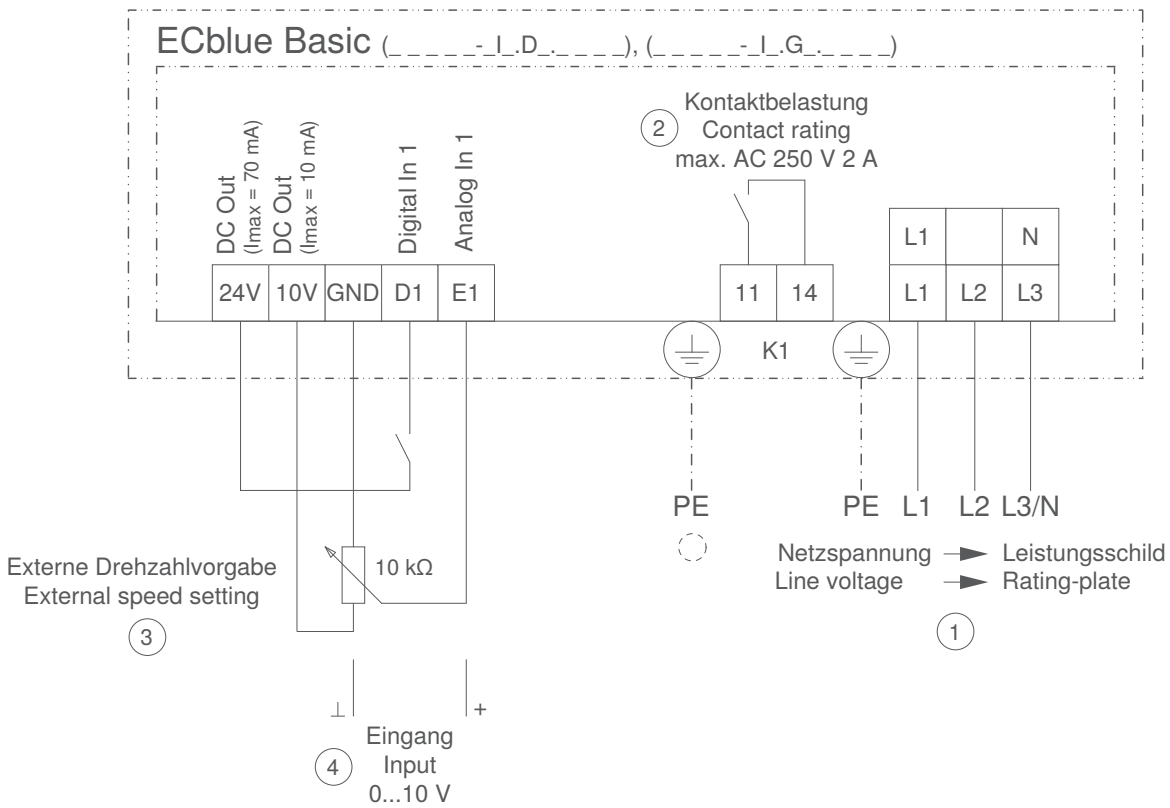 ECblue Basic (_ _ _ _ _-_I_.D_._ _ _ _), (_ _ _ _ _-_I_.G_._ _ _ _)
DC Out
(Imax = 70 mA)
DC Out
(Imax = 10 mA)
Digital In 1
Analog In 1
2
Kontaktbelastung
Contact rating
max. AC 250 V 2 A
L1 N
24V 10V GND D1 E1
11 14
L1 L2 L3
K1
PE
PE L1 L2 L3/N
Netzspannung Leistungsschild
Line voltage Rating-plate
1
10 kΩ
Externe Drehzahlvorgabe
External speed setting
3
⊥ +
Eingang
Input
0...10 V
4